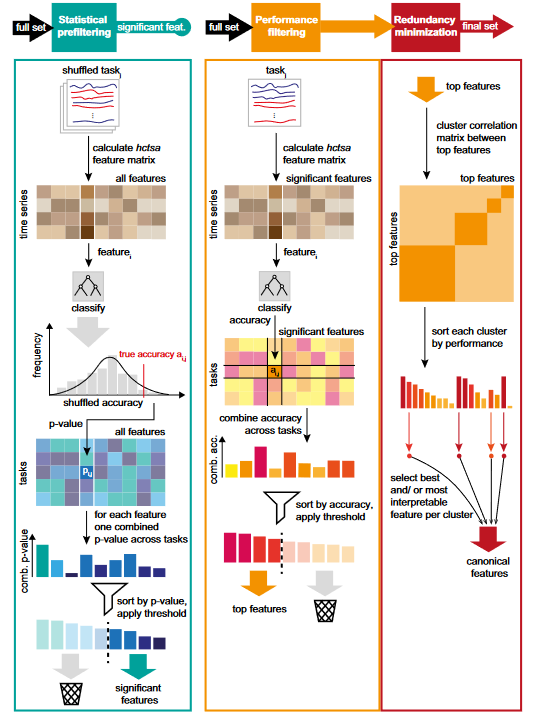 full set
Statistical
prefiltering
significant feat.
full set
Performance
filtering
Redundancy
minimization
final set
shuffled task j
calculate hctsa
feature matrix
all features
time series
feature i
classify
frequency
true accuracy a ij
shuffled accuracy
p-value
all features
tasks
p ij
for each feature
one combined
p-value across tasks
comb. p-value
sort by p-value,
apply threshold
significant
features
task j
calculate hctsa
feature matrix
significant features
time series
feature i
classify
accuracy
significant features
tasks
a ij
combine accuracy
across tasks
comb. acc.
sort by accuracy,
apply threshold
top features
top features
cluster correlation
matrix between
top features
top features
top features
sort each cluster
by performance
select best
and/ or most
interpretable
feature per cluster
canonical
features